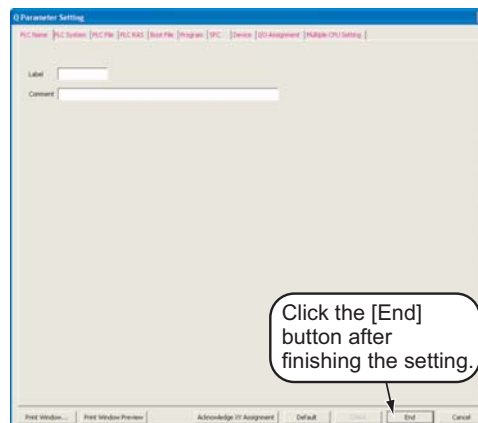 Q Parameter Setting
PLC Name PLC System PLC File PLC RAS Boot File Program SFC Device I/O Assignment Multiple CPU Setting
Label
Comment
Click the [End]
button after
finishing the setting.
Print Window... Print Window Preview Acknowledge XY Assignment Default Check End Cancel